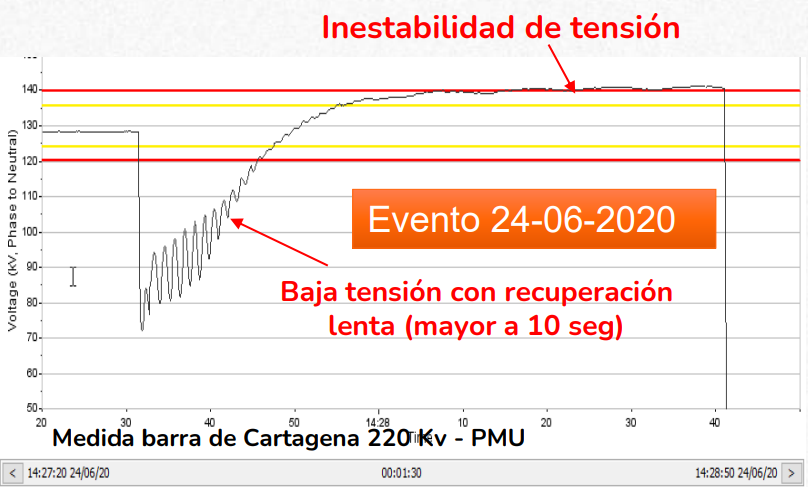 Inestabilidad de tensión
140
130
120
110
100
90
80
70
60
50
Voltage (kV, Phase to Neutral)
Evento 24-06-2020
Baja tensión con recuperación
lenta (mayor a 10 seg)
20 30 40 50 14:28 10 20 30 40
Time
Medida barra de Cartagena 220 Kv - PMU
< 14:27:20 24/06/20 00:01:30 14:28:50 24/06/20 >